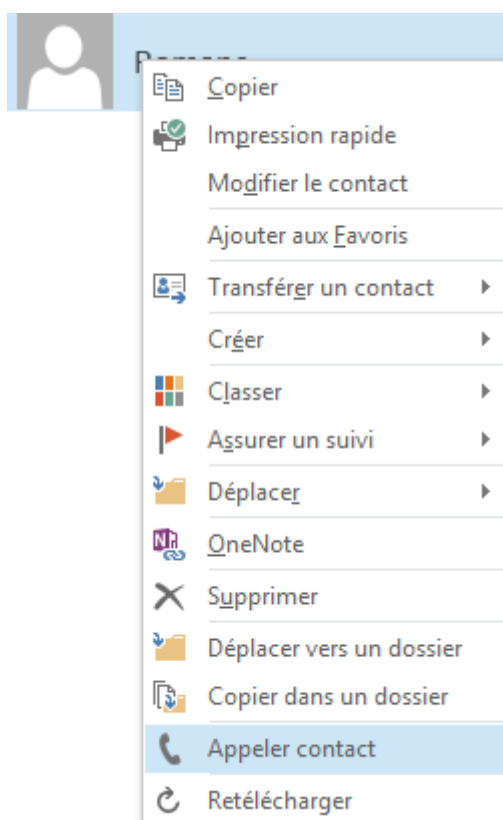 Copier
Impression rapide
Modifier le contact
Ajouter aux Favoris
Transférer un contact
Créer
Classer
Assurer un suivi
Déplacer
OneNote
Supprimer
Déplacer vers un dossier
Copier dans un dossier
Appeler contact
Retélécharger